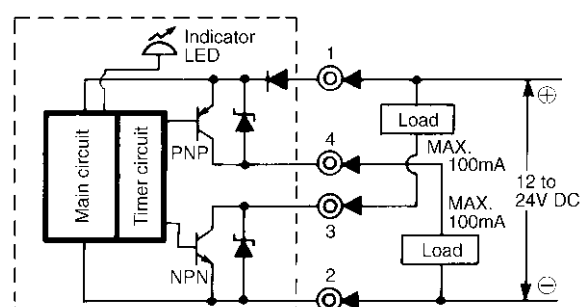 Indicator
LED
1
⊕
Load
MAX.
100mA
PNP
4
Main circuit
Timer circuit
12 to
24V DC
MAX.
100mA
3
Load
NPN
2
⊖